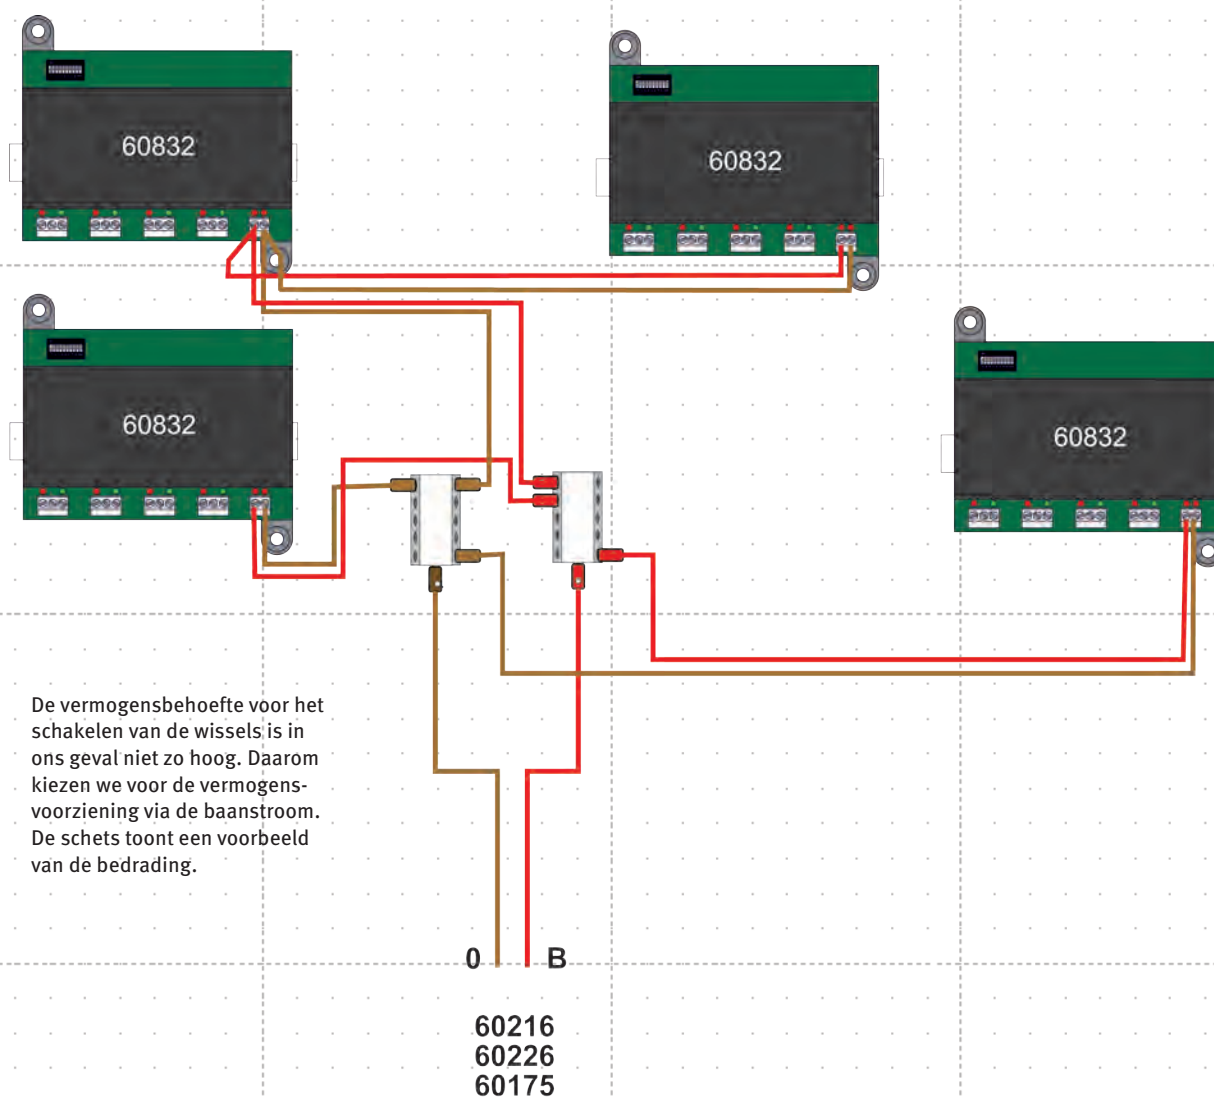 60832
60832
60832
60832
De vermogensbehoefte voor het
schakelen van de wissels is in
ons geval niet zo hoog. Daarom
kiezen we voor de vermogens-
voorziening via de baanstroom.
De schets toont een voorbeeld
van de bedrading.
0 B
60216
60226
60175